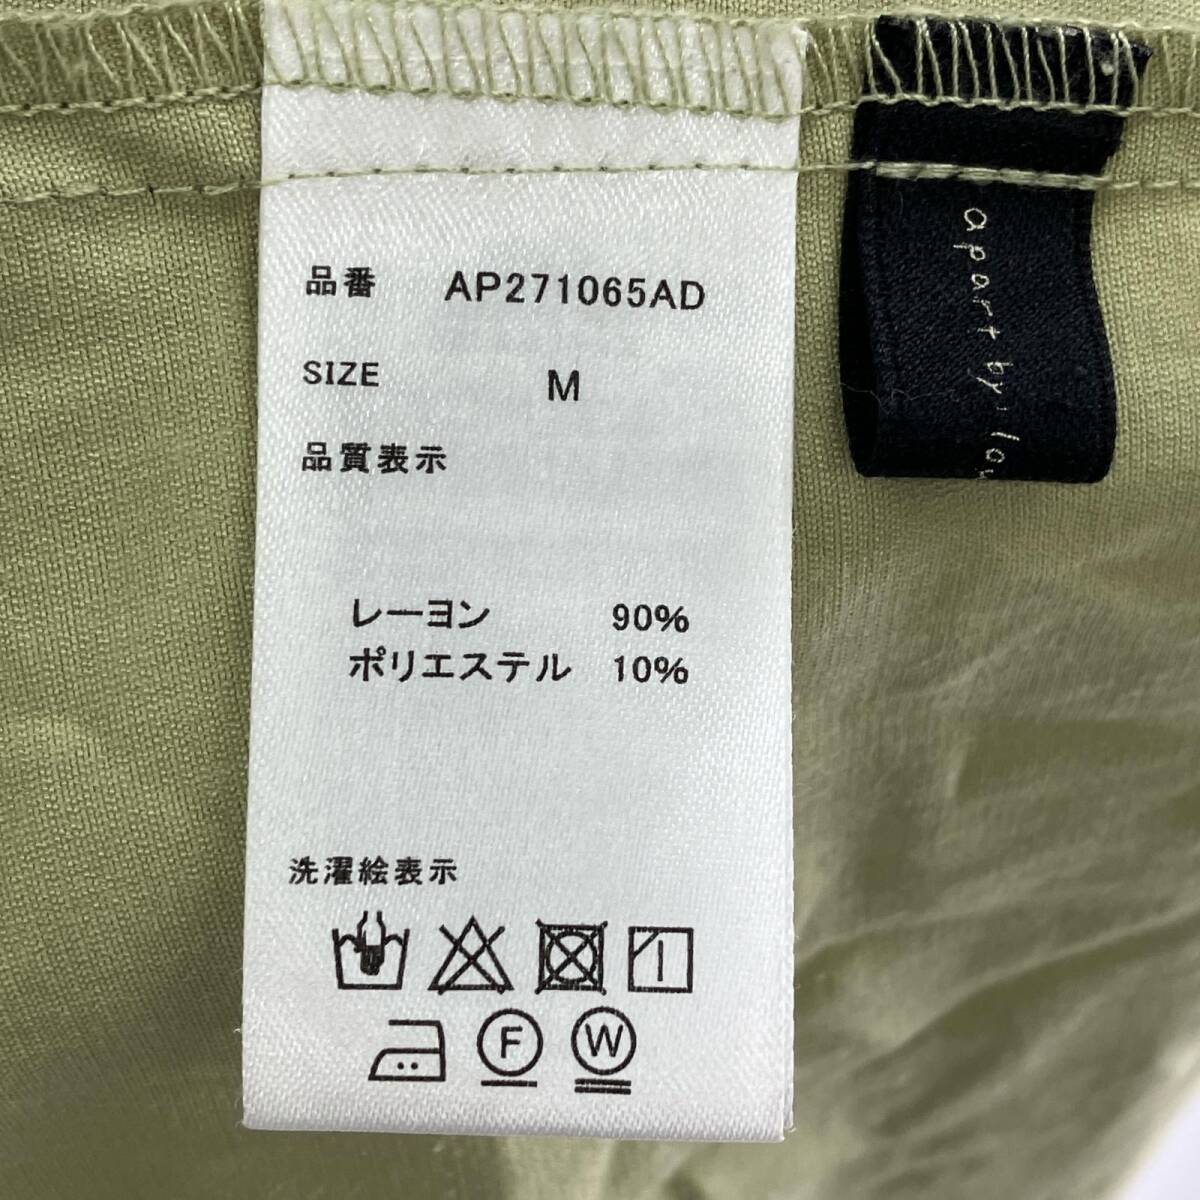 品番 AP271065AD
SIZE M
品質表示
レーヨン 90%
ポリエステル 10%
洗濯絵表示
F W
apart by